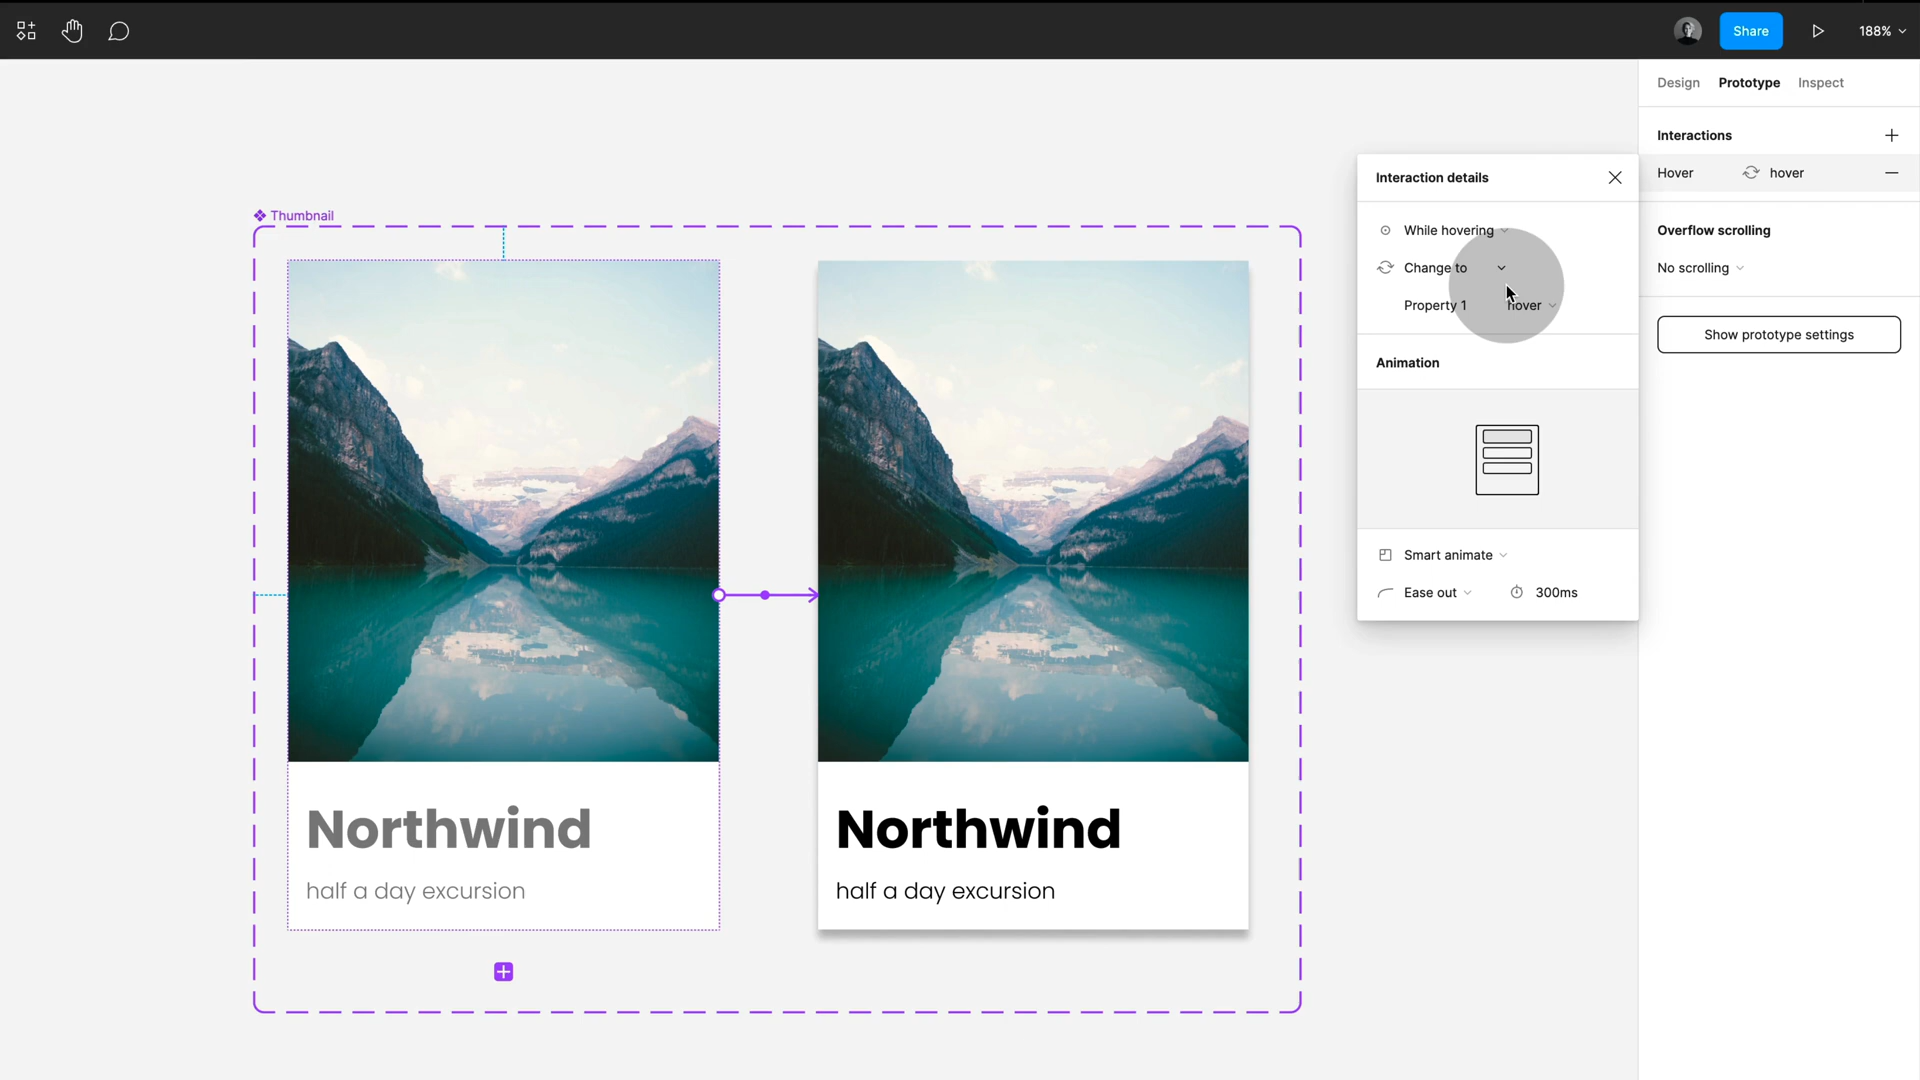 Share
188%
Design Prototype Inspect
Interactions
Hover hover
Overflow scrolling
No scrolling
Show prototype settings
Interaction details
While hovering
Change to
Property 1 hover
Animation
Smart animate
Ease out 300ms
Thumbnail
Northwind
half a day excursion
Northwind
half a day excursion